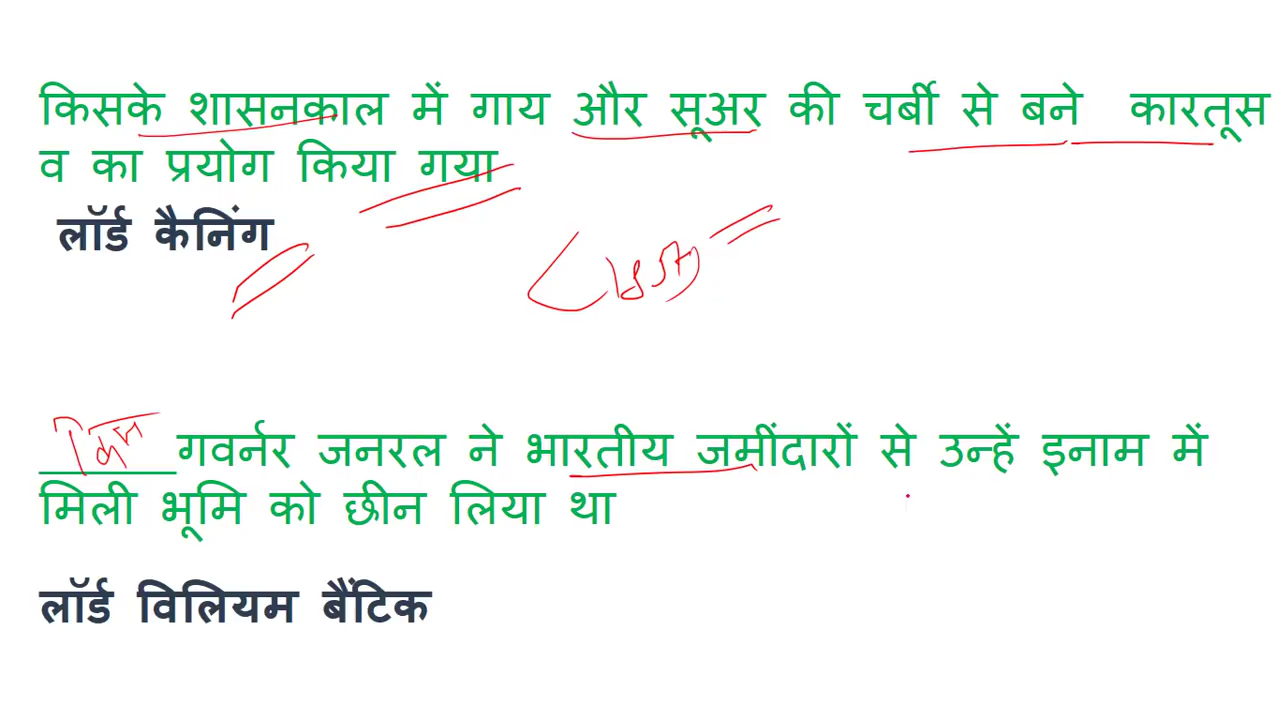 किसके शासनकाल में गाय और सूअर की चर्बी से बने कारतूस
व का प्रयोग किया गया
लॉर्ड कैनिंग
किस गवर्नर जनरल ने भारतीय जमींदारों से उन्हें इनाम में
मिली भूमि को छीन लिया था
लॉर्ड विलियम बैंटिक